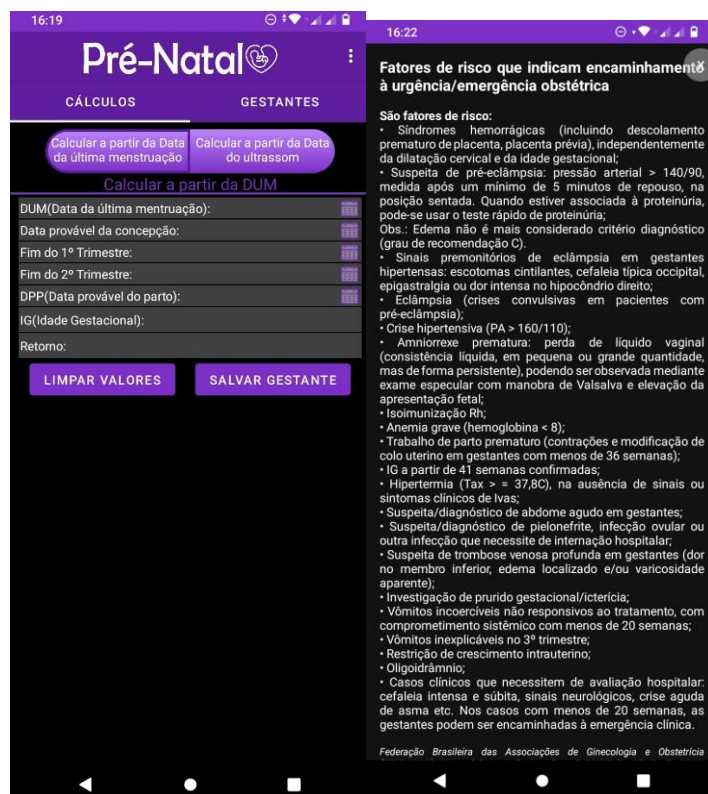 16:19
Pré-Natal
CÁLCULOS
GESTANTES
Calcular a partir da Data
da última menstruação
Calcular a partir da Data
do ultrassom
Calcular a partir da DUM
DUM(Data da última mentruação):
Data provável da concepção:
Fim do 1º Trimestre:
Fim do 2º Trimestre:
DPP(Data provável do parto):
IG(Idade Gestacional):
Retorno:
LIMPAR VALORES
SALVAR GESTANTE
16:22
Fatores de risco que indicam encaminhamento
à urgência/emergência obstétrica
São fatores de risco:
• Síndromes hemorrágicas (incluindo descolamento
prematuro de placenta, placenta prévia), independentemente
da dilatação cervical e da idade gestacional;
• Suspeita de pré-eclâmpsia: pressão arterial > 140/90,
medida após um mínimo de 5 minutos de repouso, na
posição sentada. Quando estiver associada à proteinúria,
pode-se usar o teste rápido de proteinúria;
Obs.: Edema não é mais considerado critério diagnóstico
(grau de recomendação C).
• Sinais premonitórios de eclâmpsia em gestantes
hipertensas: escotomas cintilantes, cefaleia típica occipital,
epigastralgia ou dor intensa no hipocôndrio direito;
• Eclâmpsia (crises convulsivas em pacientes com
pré-eclâmpsia);
• Crise hipertensiva (PA > 160/110);
• Amniorrexe prematura: perda de líquido vaginal
(consistência líquida, em pequena ou grande quantidade,
mas de forma persistente), podendo ser observada mediante
exame especular com manobra de Valsalva e elevação da
apresentação fetal;
• Isoimunização Rh;
• Anemia grave (hemoglobina < 8);
• Trabalho de parto prematuro (contrações e modificação de
colo uterino em gestantes com menos de 36 semanas);
• IG a partir de 41 semanas confirmadas;
• Hipertermia (Tax > = 37,8C), na ausência de sinais ou
sintomas clínicos de Ivas;
• Suspeita/diagnóstico de abdome agudo em gestantes;
• Suspeita/diagnóstico de pielonefrite, infecção ovular ou
outra infecção que necessite de internação hospitalar;
• Suspeita de trombose venosa profunda em gestantes (dor
no membro inferior, edema localizado e/ou varicosidade
aparente);
• Investigação de prurido gestacional/icterícia;
• Vômitos incoercíveis não responsivos ao tratamento, com
comprometimento sistêmico com menos de 20 semanas;
• Vômitos inexplicáveis no 3º trimestre;
• Restrição de crescimento intrauterino;
• Oligoidrâmnio;
• Casos clínicos que necessitem de avaliação hospitalar:
cefaleia intensa e súbita, sinais neurológicos, crise aguda
de asma etc. Nos casos com menos de 20 semanas, as
gestantes podem ser encaminhadas à emergência clínica.
Federação Brasileira das Associações de Ginecologia e Obstetrícia